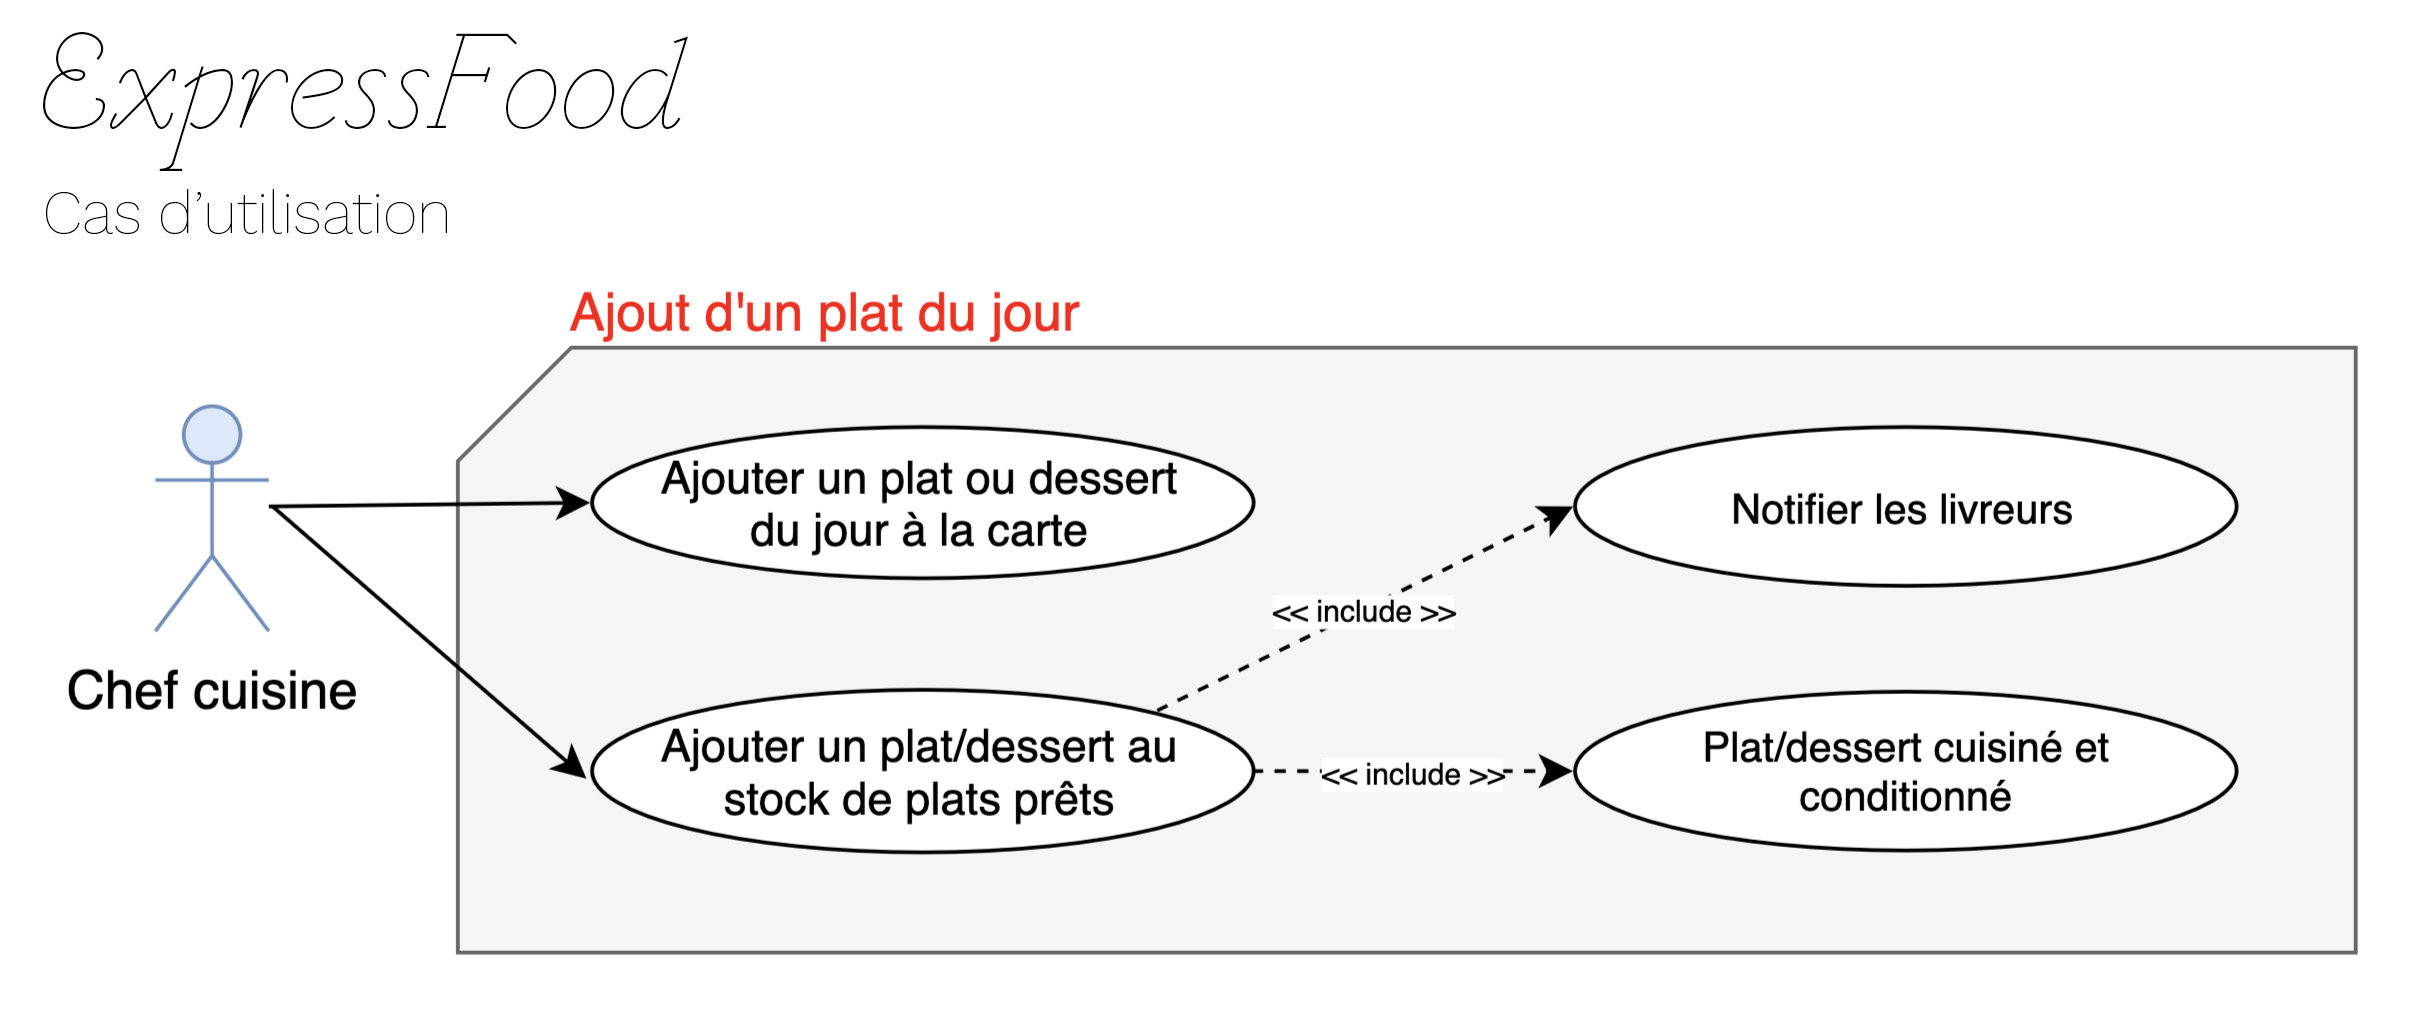 ExpressFood
Cas d’utilisation
Ajout d'un plat du jour
Chef cuisine
Ajouter un plat ou dessert
du jour à la carte
Notifier les livreurs
<< include >>
Ajouter un plat/dessert au
stock de plats prêts
<< include >>
Plat/dessert cuisiné et
conditionné